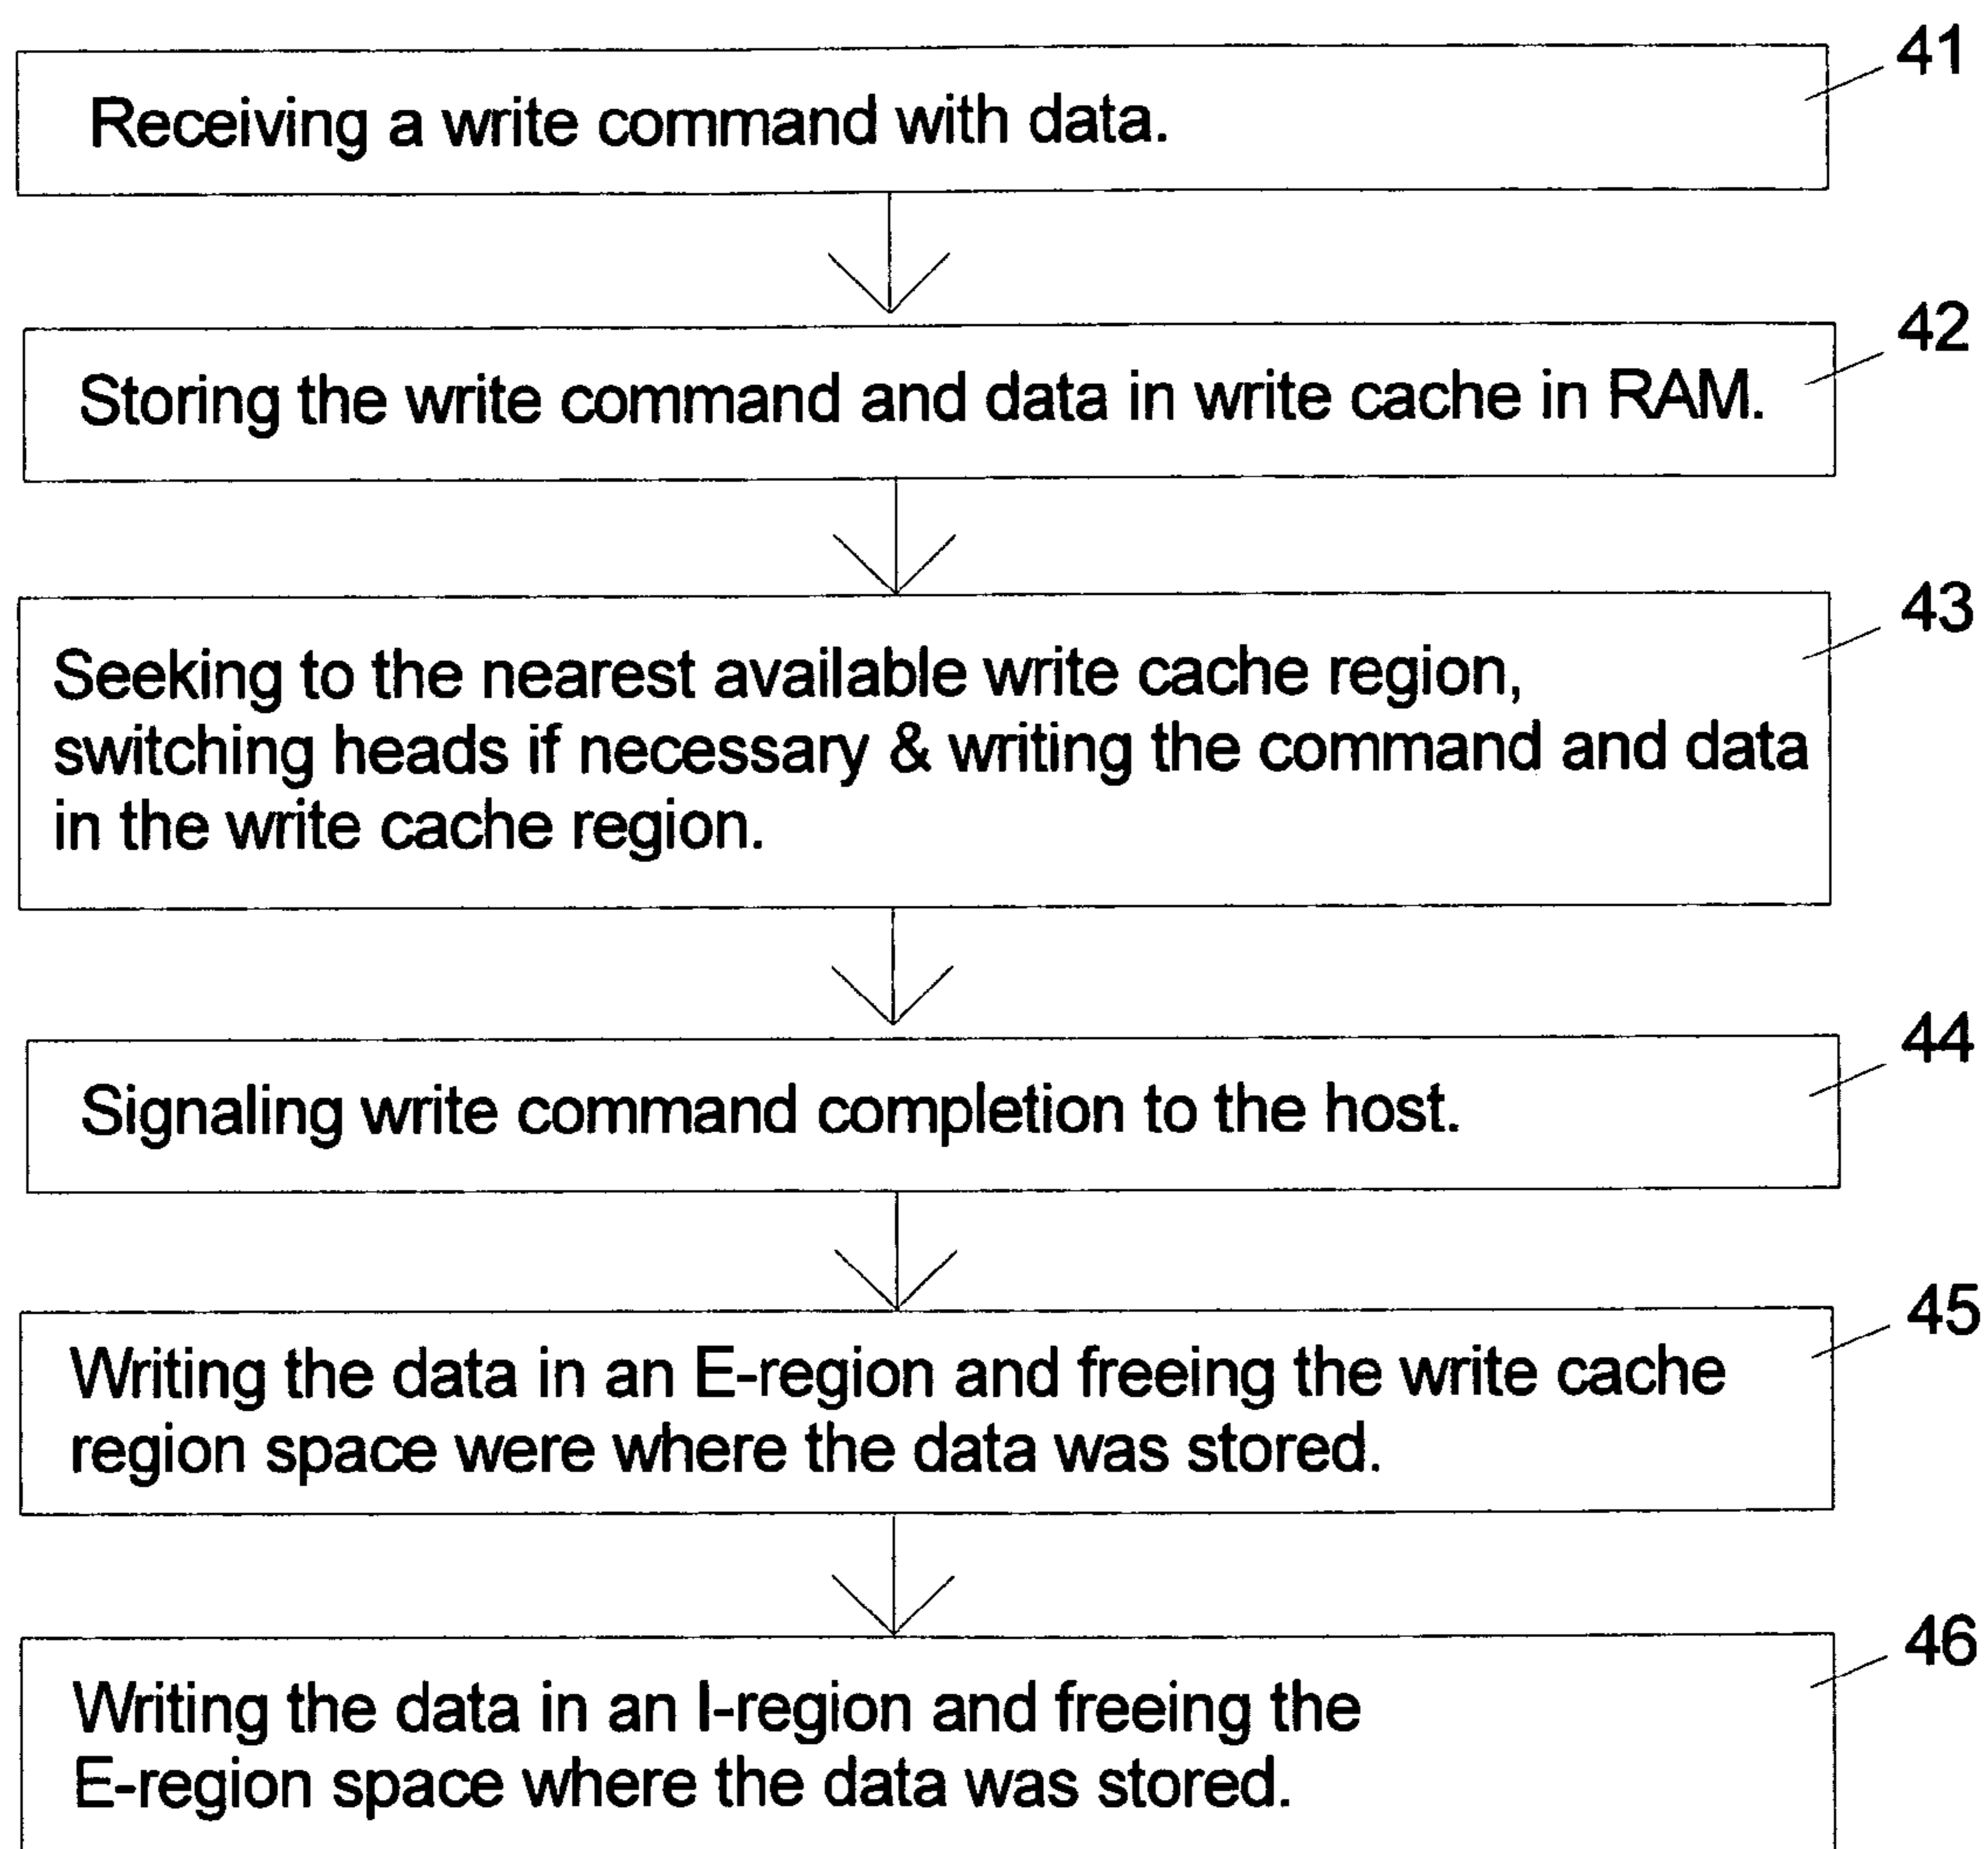 41
Receiving a write command with data.
42
Storing the write command and data in write cache in RAM.
43
Seeking to the nearest available write cache region,
switching heads if necessary & writing the command and data
in the write cache region.
44
Signaling write command completion to the host.
45
Writing the data in an E-region and freeing the write cache
region space were where the data was stored.
46
Writing the data in an I-region and freeing the
E-region space where the data was stored.